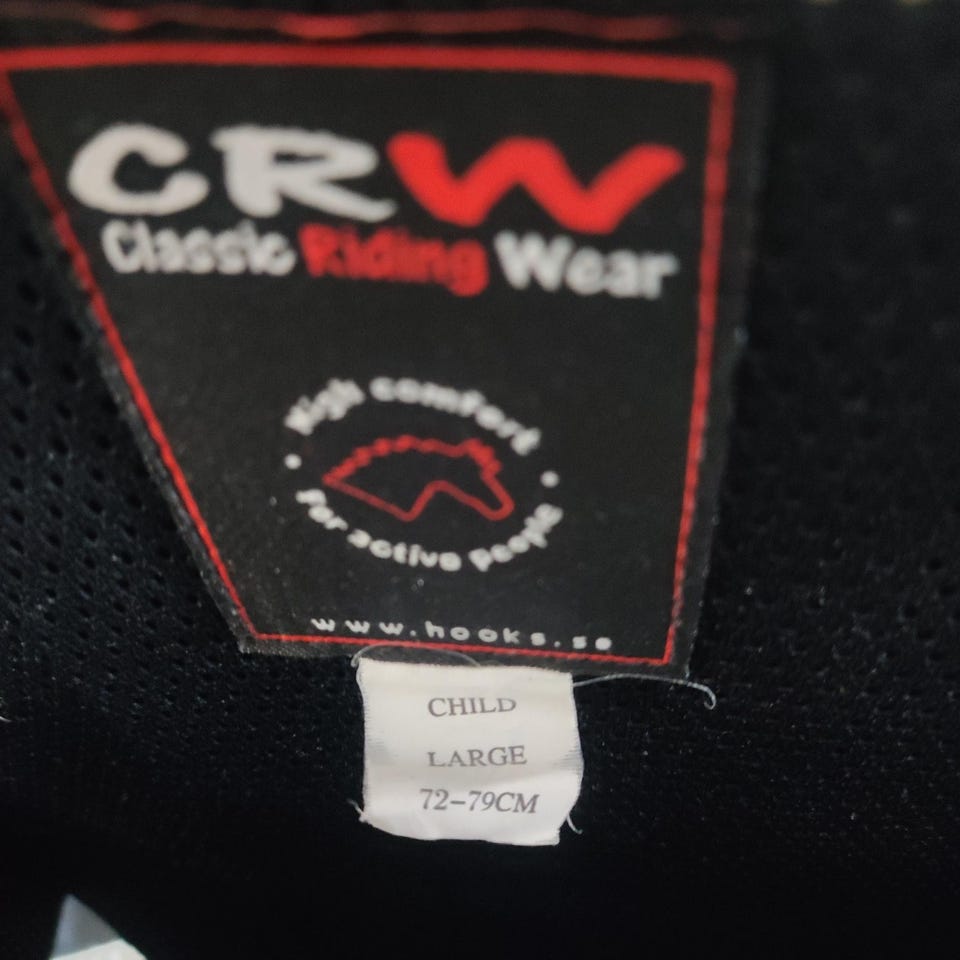 CRW
Classic Riding Wear
High comfort
for active people
www.hooks.se
CHILD
LARGE
72-79CM